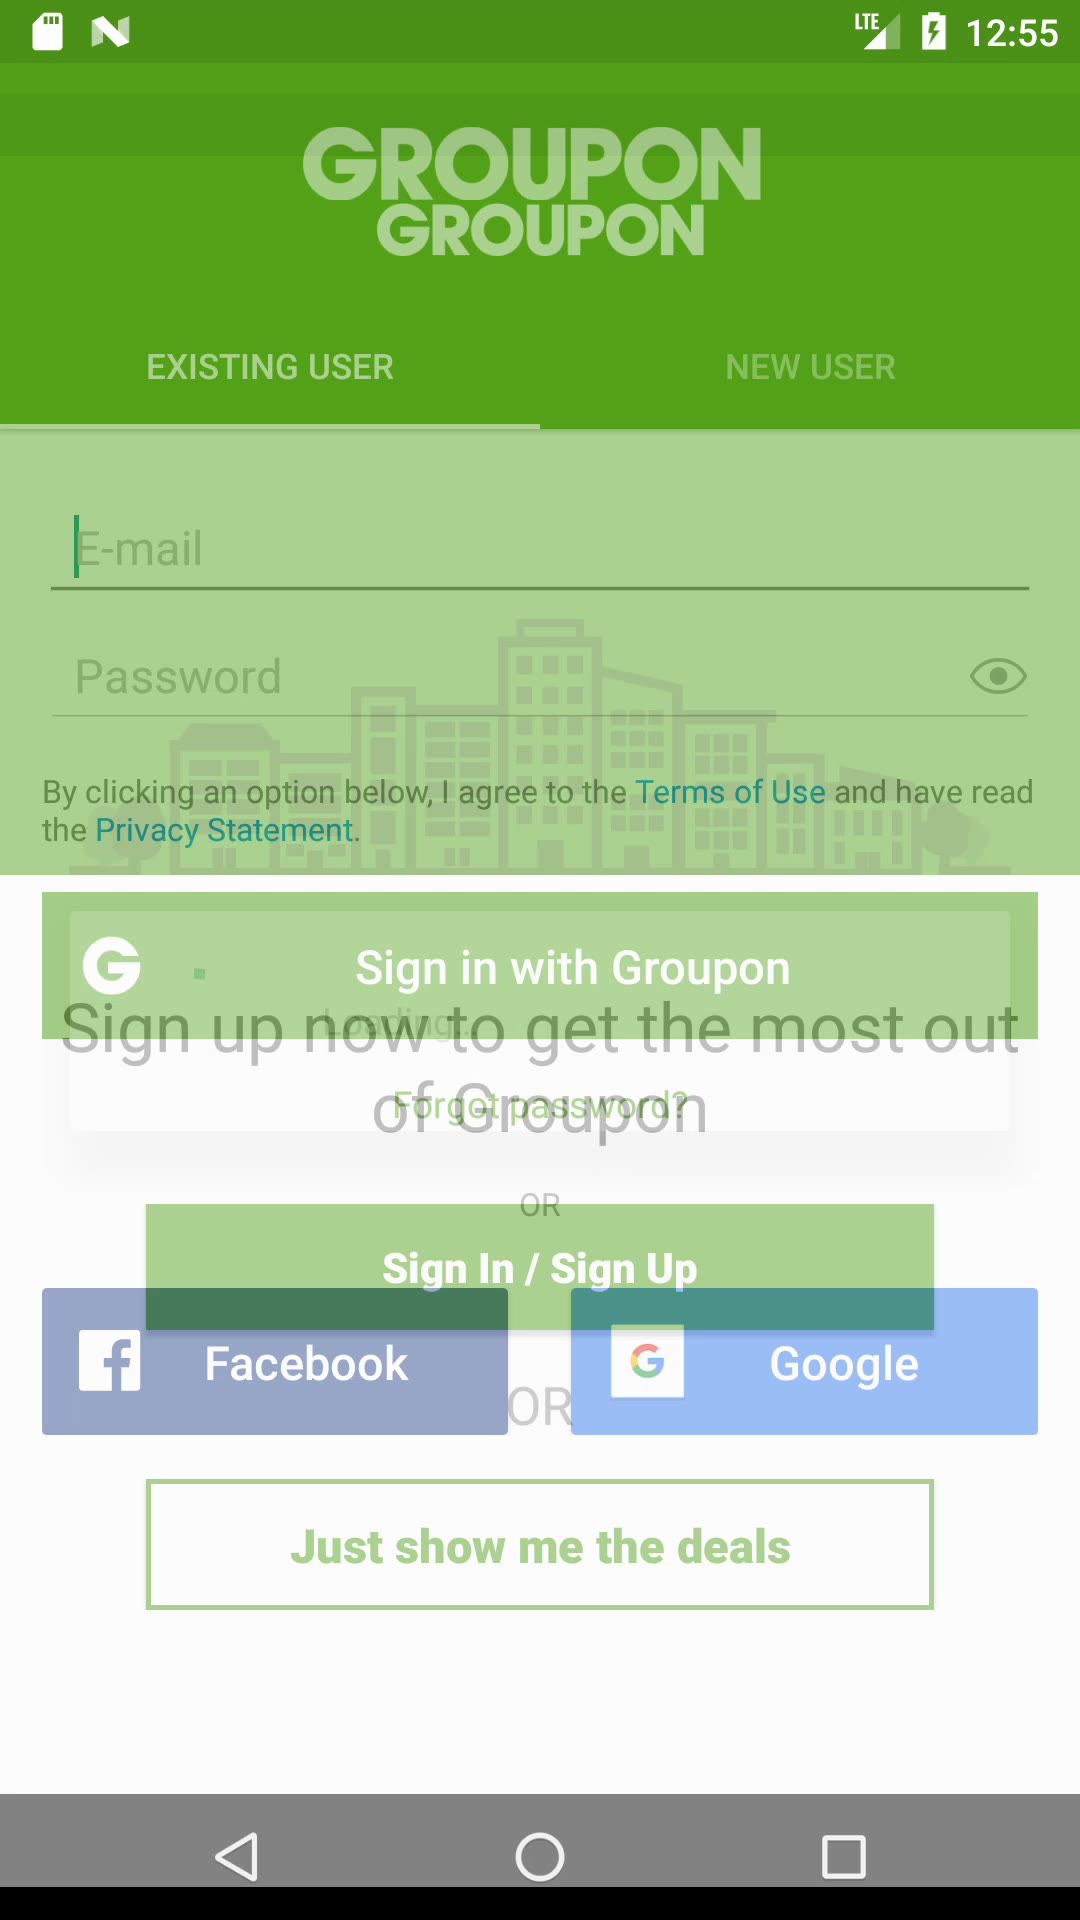 LTE 12:55
GROUPON
GROUPON
EXISTING USER NEW USER
E-mail
Password
By clicking an option below, I agree to the Terms of Use and have read
the Privacy Statement.
Sign in with Groupon
Loading...
Sign up now to get the most out
of Groupon
Forgot password?
OR
Sign In / Sign Up
Facebook Google
OR
Just show me the deals